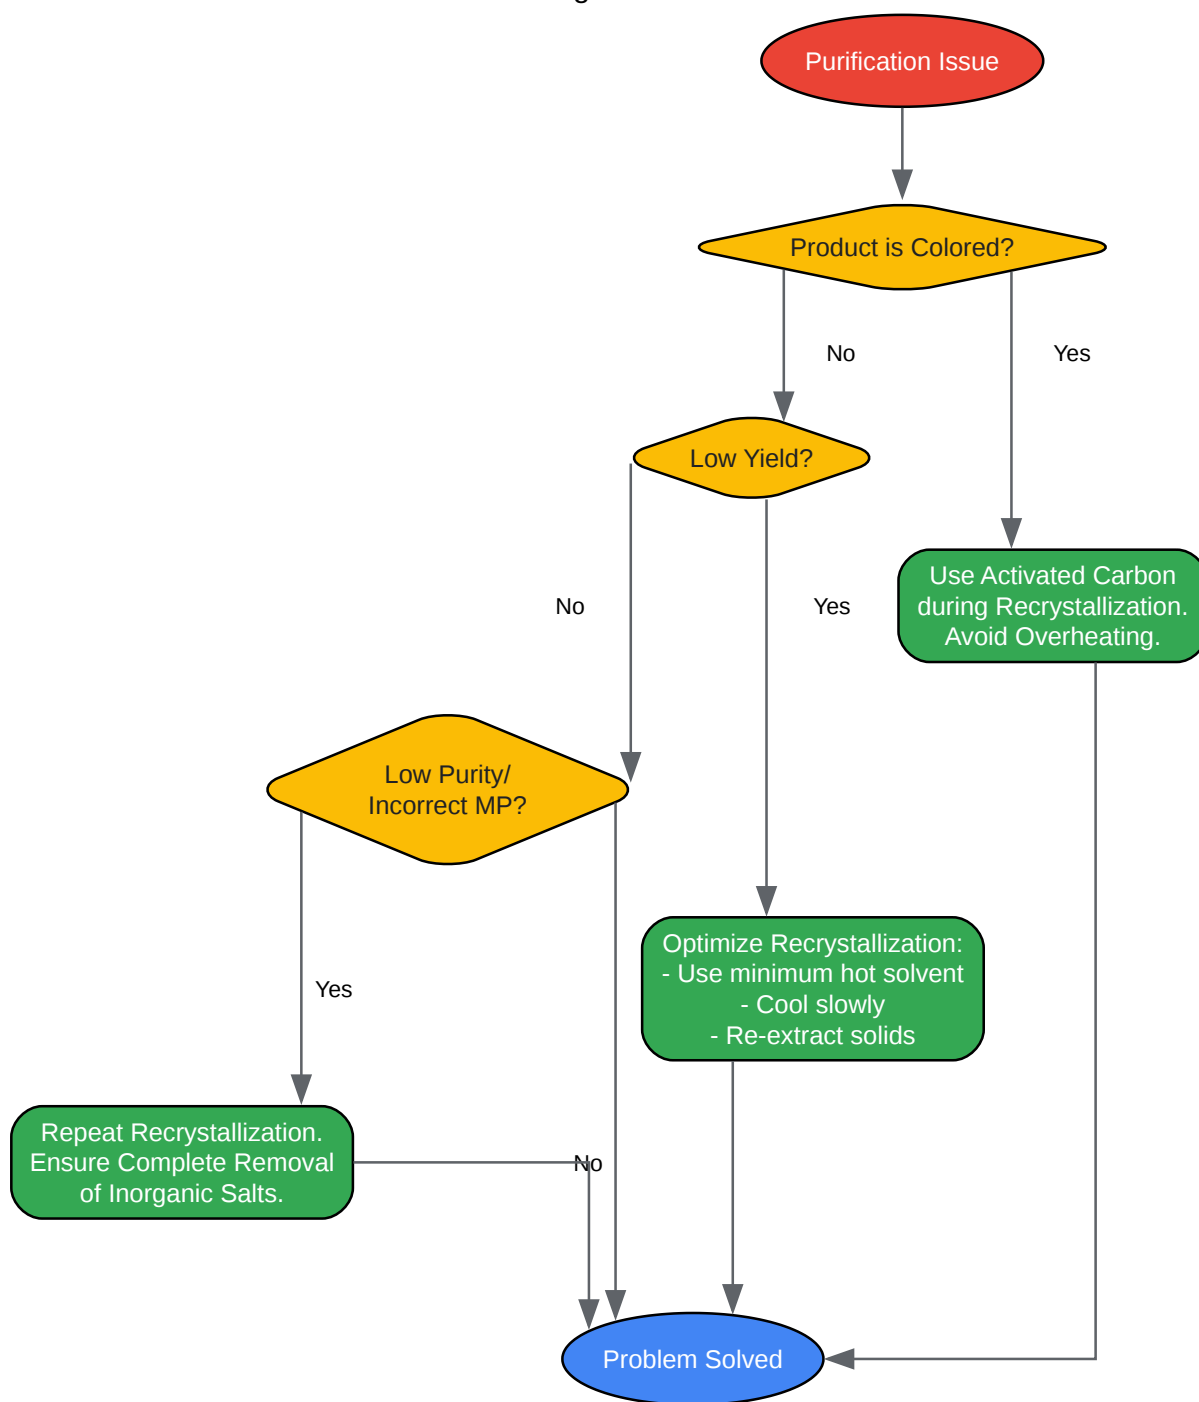 Purification Issue
Product is Colored?
No
Yes
Low Yield?
No
Yes
Use Activated Carbon
during Recrystallization.
Avoid Overheating.
Low Purity/
Incorrect MP?
Optimize Recrystallization:
- Use minimum hot solvent
- Cool slowly
- Re-extract solids
Yes
Repeat Recrystallization.
Ensure Complete Removal
of Inorganic Salts.
No
Problem Solved